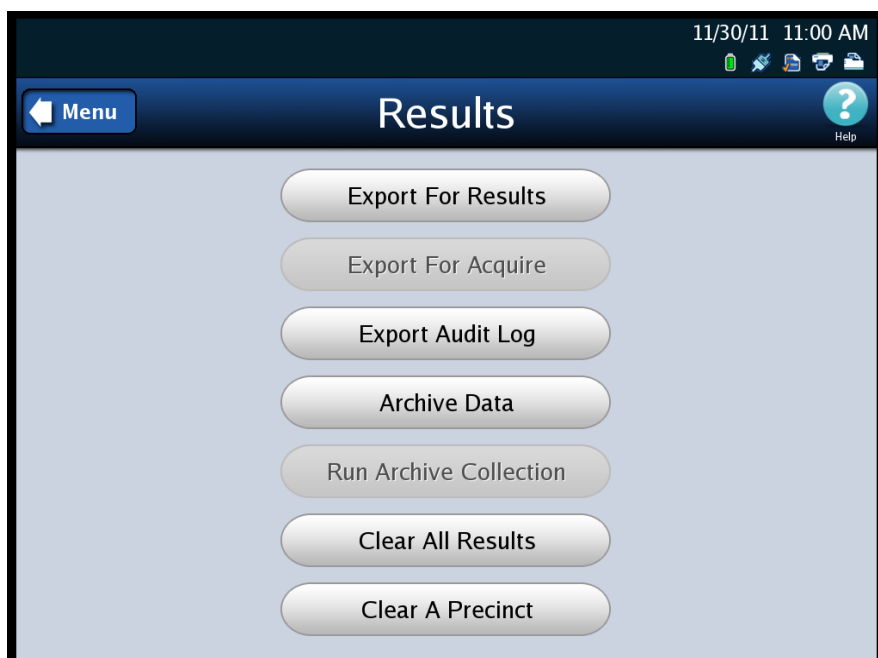 11/30/11 11:00 AM
Menu
Results
?
Help
Export For Results
Export For Acquire
Export Audit Log
Archive Data
Run Archive Collection
Clear All Results
Clear A Precinct